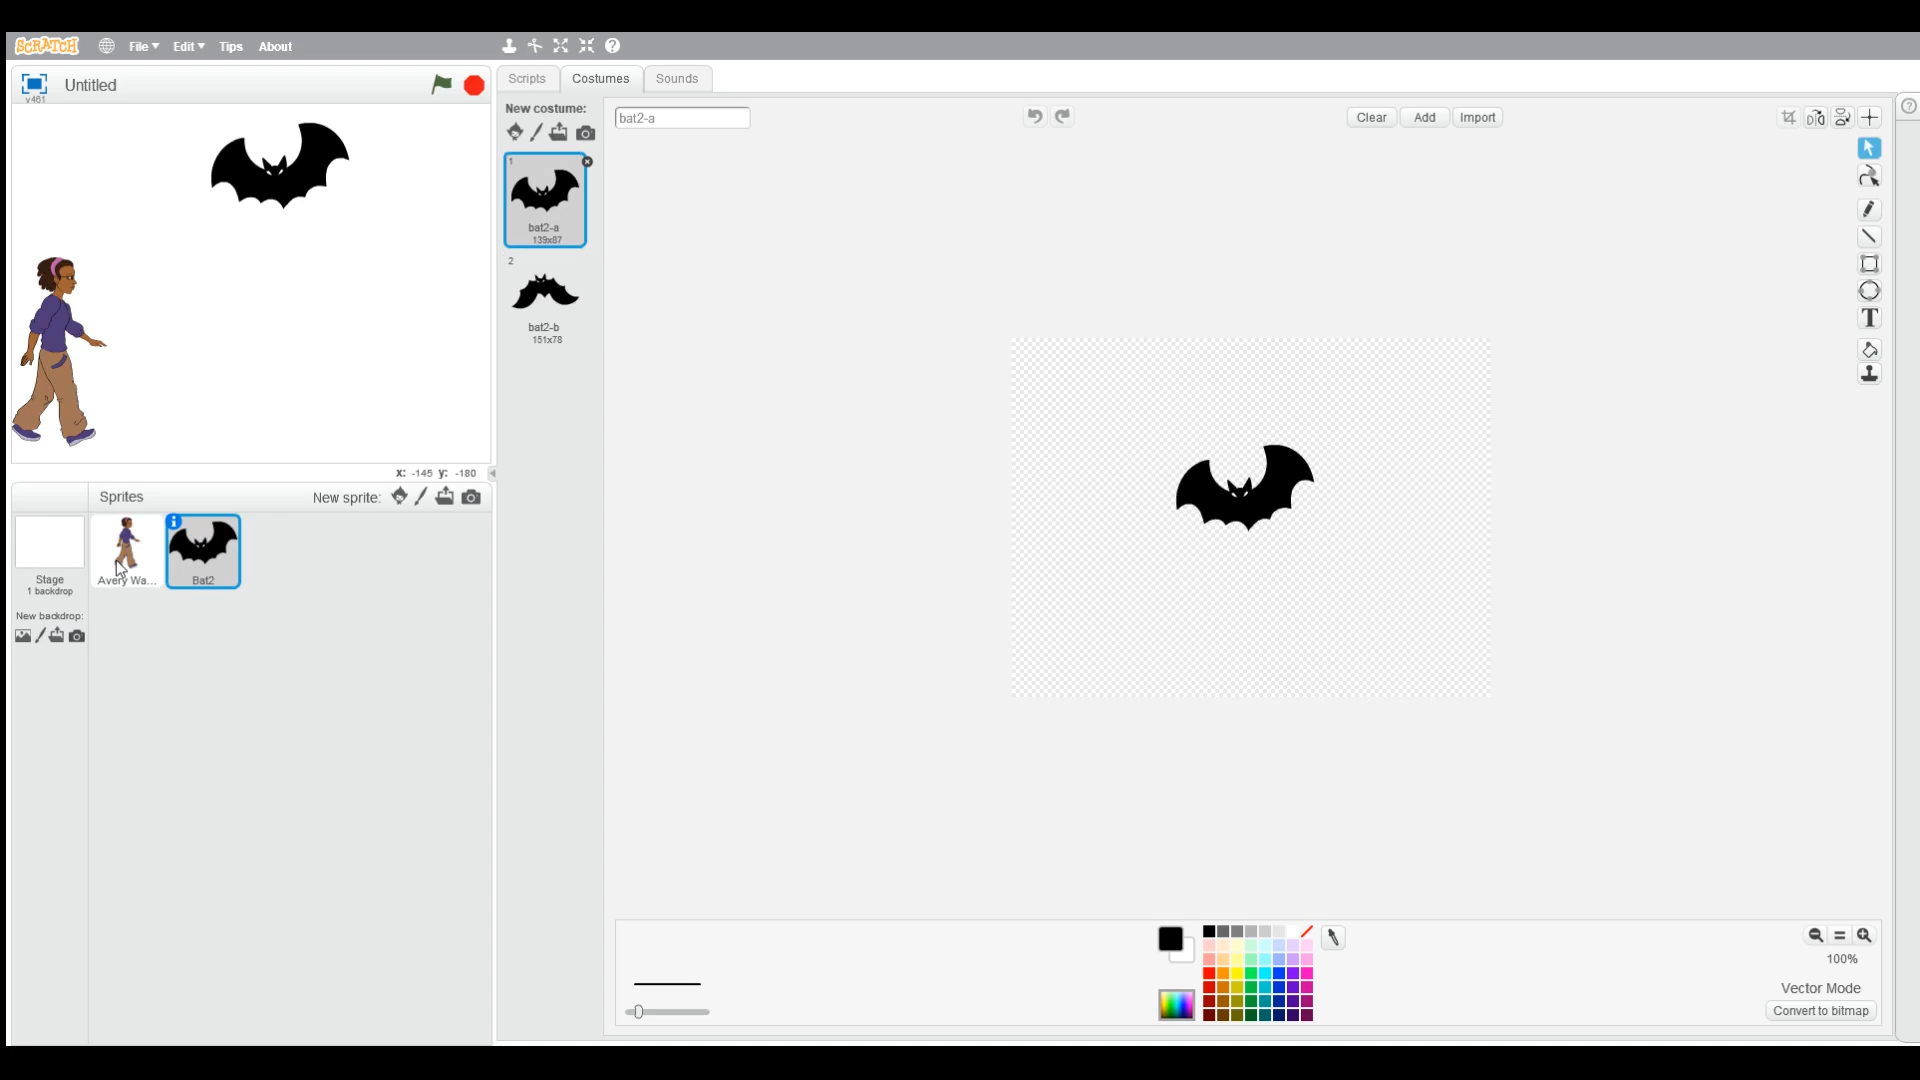 SCRATCH File Edit Tips About
v461 Untitled
Scripts Costumes Sounds
New costume:
bat2-a
Clear Add Import
1
bat2-a
139x87
2
bat2-b
151x78
T
x: -145 y: -180
Sprites New sprite:
Stage
1 backdrop
New backdrop:
Avery Wa...
Bat2
100%
Vector Mode
Convert to bitmap